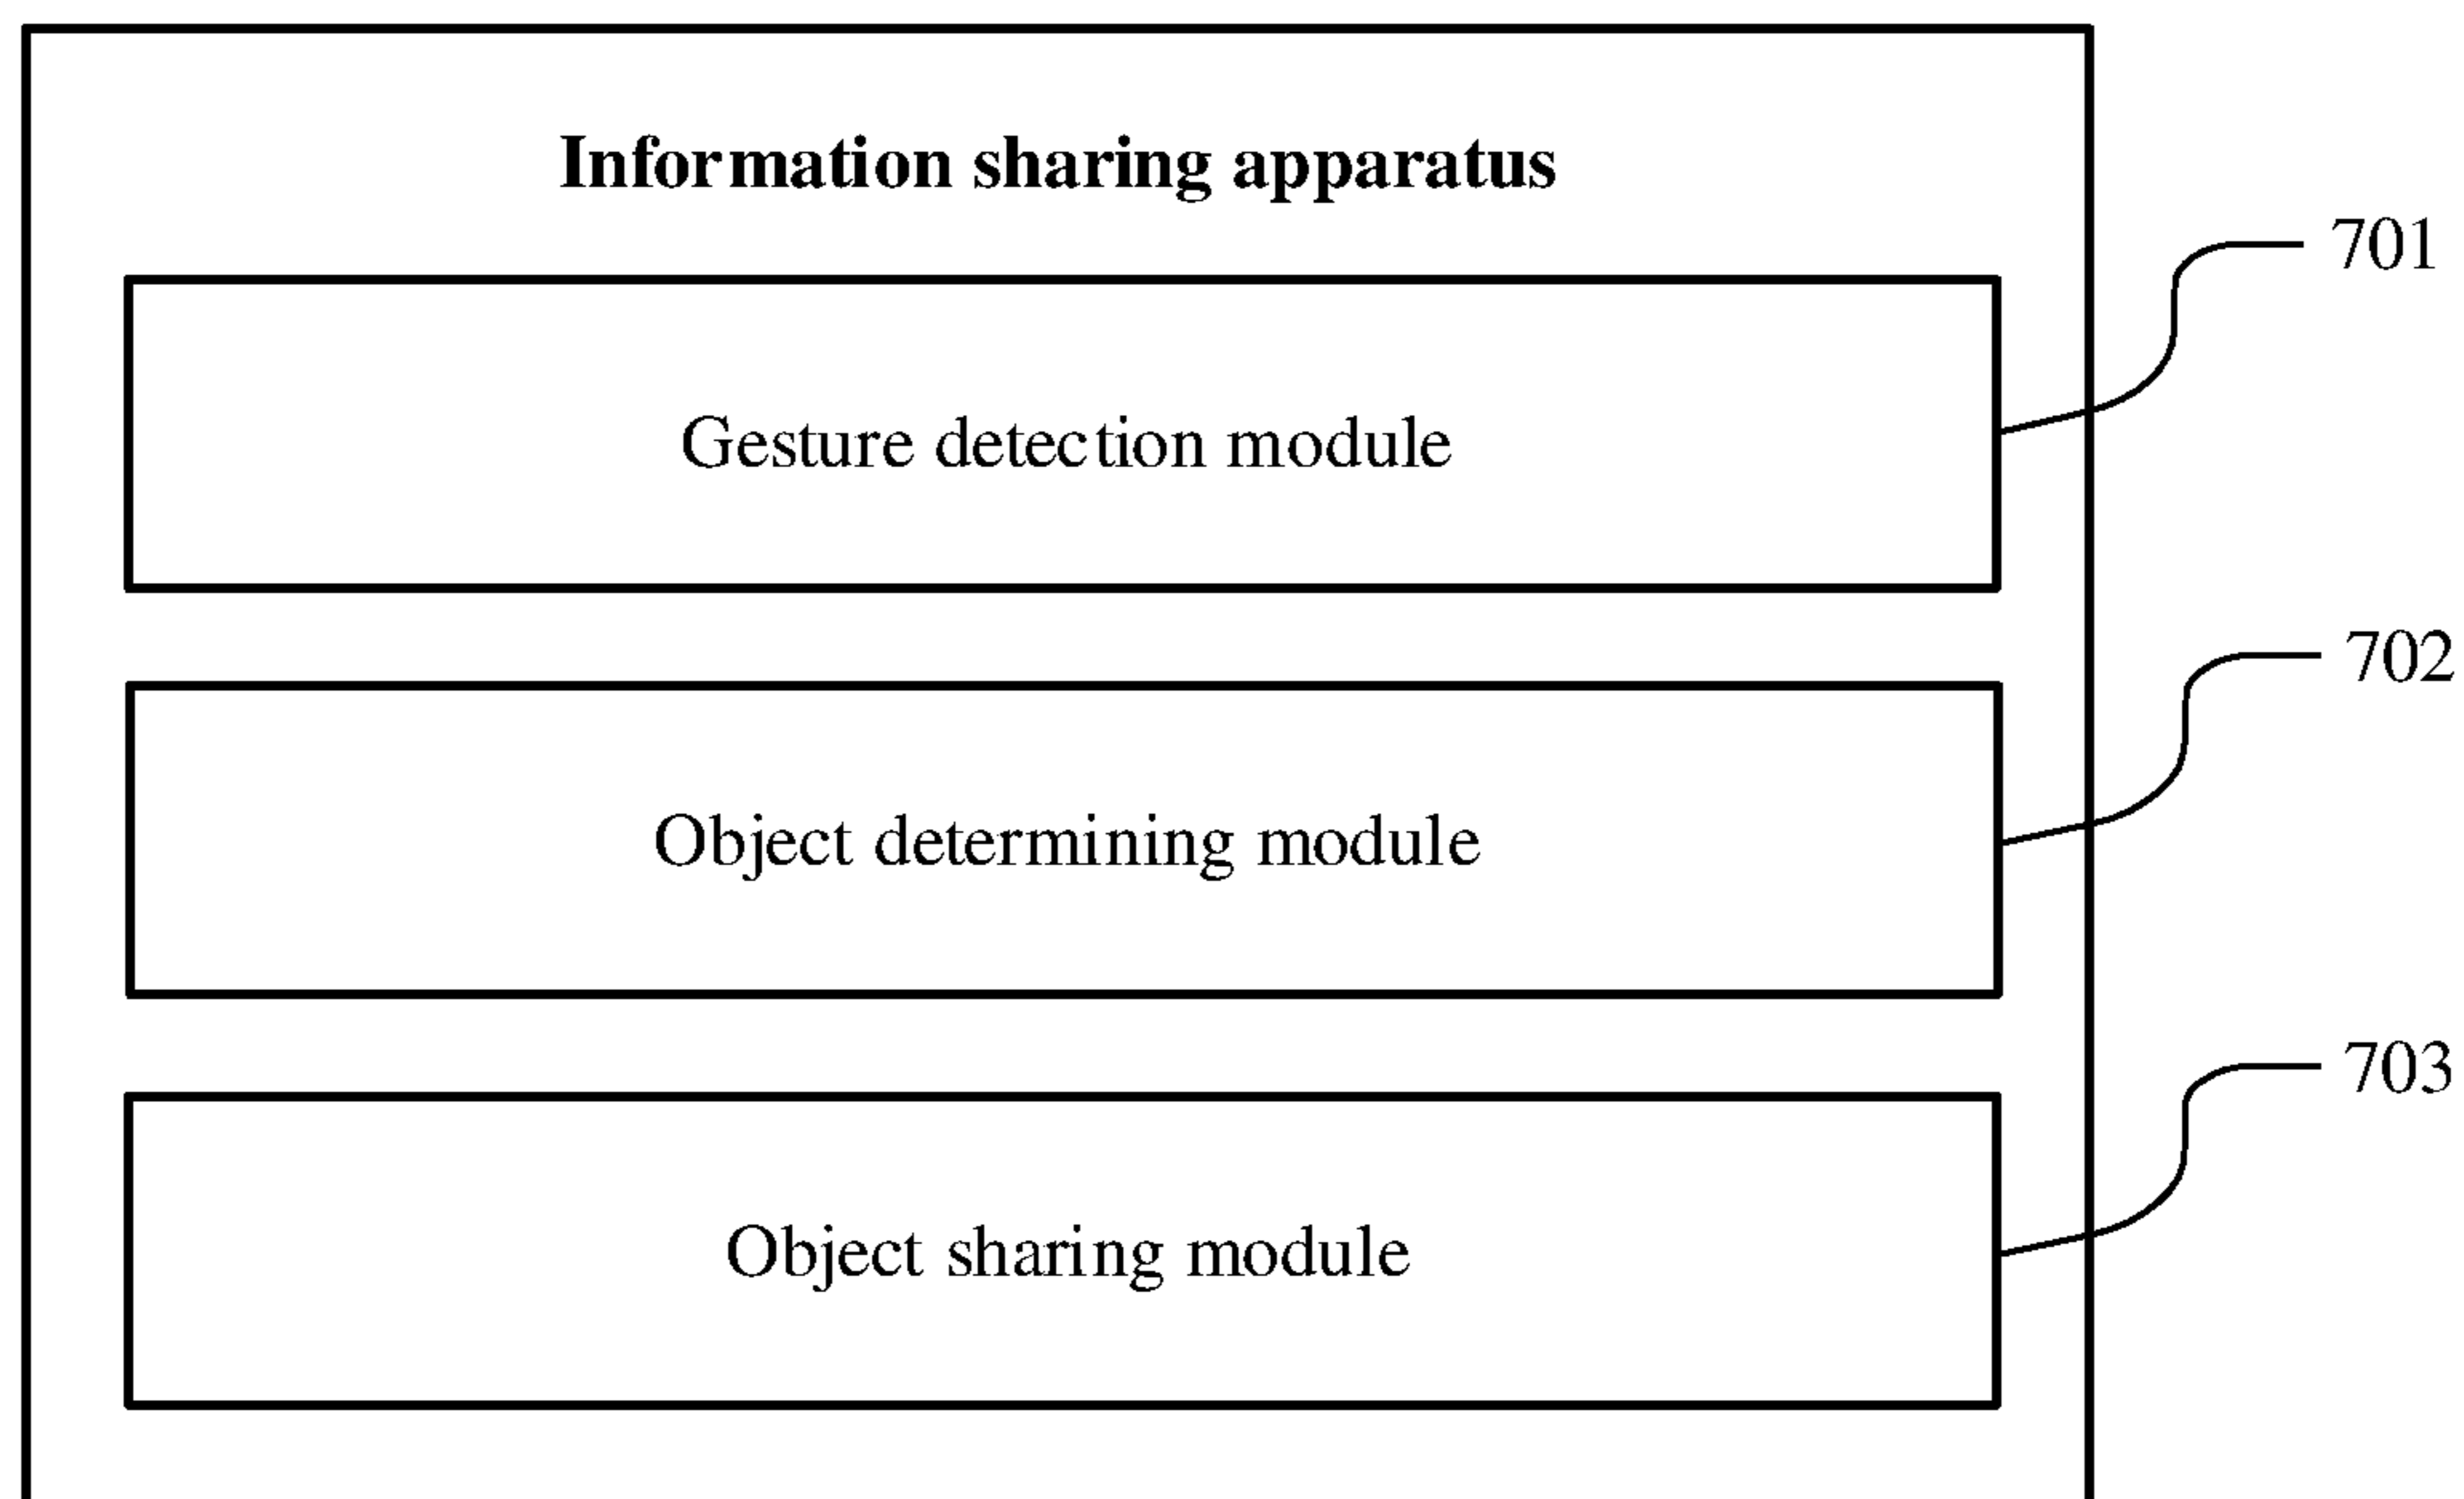 Information sharing apparatus
701
Gesture detection module
702
Object determining module
703
Object sharing module